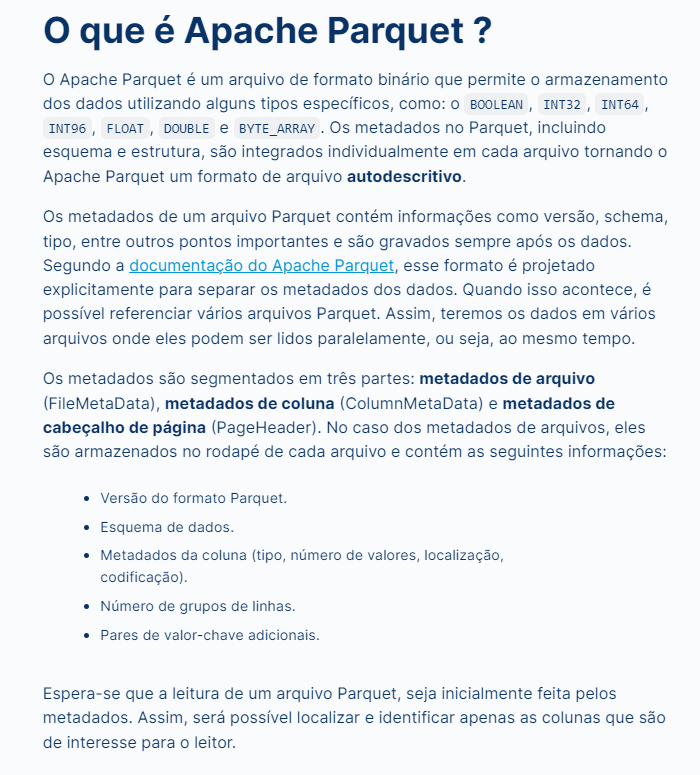 O que é Apache Parquet ?
O Apache Parquet é um arquivo de formato binário que permite o armazenamento
dos dados utilizando alguns tipos específicos, como: o BOOLEAN , INT32 , INT64 ,
INT96 , FLOAT , DOUBLE e BYTE_ARRAY . Os metadados no Parquet, incluindo
esquema e estrutura, são integrados individualmente em cada arquivo tornando o
Apache Parquet um formato de arquivo autodescritivo.
Os metadados de um arquivo Parquet contém informações como versão, schema,
tipo, entre outros pontos importantes e são gravados sempre após os dados.
Segundo a documentação do Apache Parquet, esse formato é projetado
explicitamente para separar os metadados dos dados. Quando isso acontece, é
possível referenciar vários arquivos Parquet. Assim, teremos os dados em vários
arquivos onde eles podem ser lidos paralelamente, ou seja, ao mesmo tempo.
Os metadados são segmentados em três partes: metadados de arquivo
(FileMetaData), metadados de coluna (ColumnMetaData) e metadados de
cabeçalho de página (PageHeader). No caso dos metadados de arquivos, eles
são armazenados no rodapé de cada arquivo e contém as seguintes informações:
• Versão do formato Parquet.
• Esquema de dados.
• Metadados da coluna (tipo, número de valores, localização,
codificação).
• Número de grupos de linhas.
• Pares de valor-chave adicionais.
Espera-se que a leitura de um arquivo Parquet, seja inicialmente feita pelos
metadados. Assim, será possível localizar e identificar apenas as colunas que são
de interesse para o leitor.